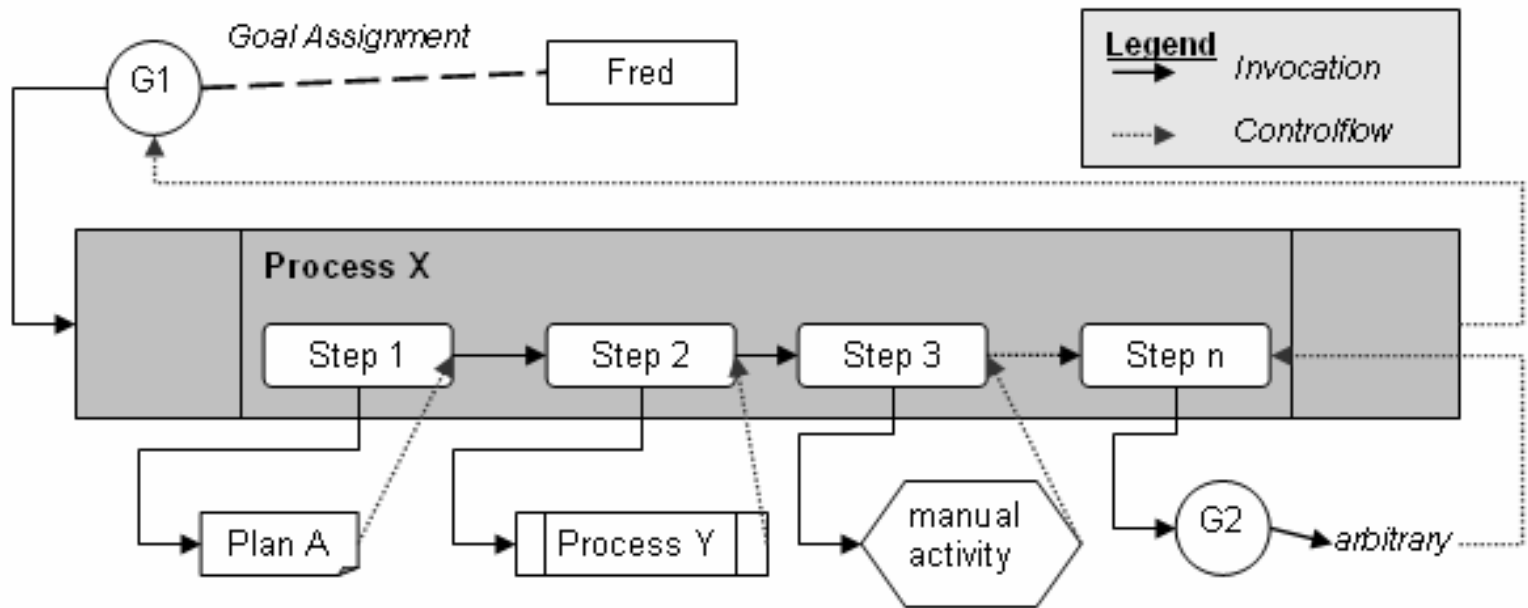 Goal Assignment
G1
Fred
Legend
Invocation
Controlflow
Process X
Step 1
Step 2
Step 3
Step n
Plan A
Process Y
manual
activity
G2
arbitrary